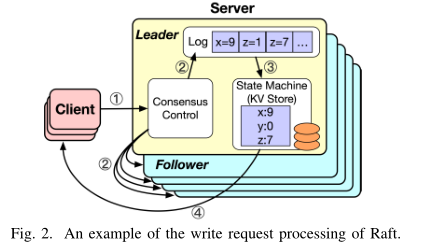 Server
Leader
Log x=9 z=1 z=7 ...
② ③
State Machine
(KV Store)
① Consensus
Control
Client
x:9
y:0
z:7
②
Follower
④
Fig. 2. An example of the write request processing of Raft.